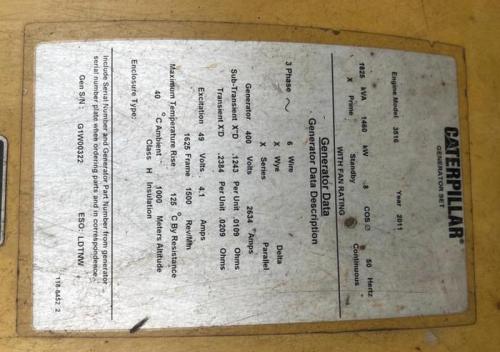 CATERPILLAR®
GENERATOR SET
Engine Model 3516 Year 2011
1825 kVA 1460 kW .8 COS∅ 50 Hertz
X Prime Standby Continuous
WITH FAN RATING
Generator Data
Generator Data Description
3 Phase ~ 6 Wire Delta
X Wye Parallel
X Series
Generator 400 Volts 2634 Amps
Sub-Transient X"D .1243 Per Unit .0109 Ohms
Transient X'D .2384 Per Unit .0209 Ohms
Excitation 49 Volts 4.1 Amps
1625 Frame 1500 Rev/Min
Maximum Temperature Rise 125 °C By Resistance
40 °C Ambient 1000 Meters Altitude
Class H Insulation
Enclosure Type:
Include Serial Number and Generator Part Number from generator
serial number plate when ordering parts and in correspondence
Gen S/N: G1W00322 ESO: LDTNW
118-8452 2